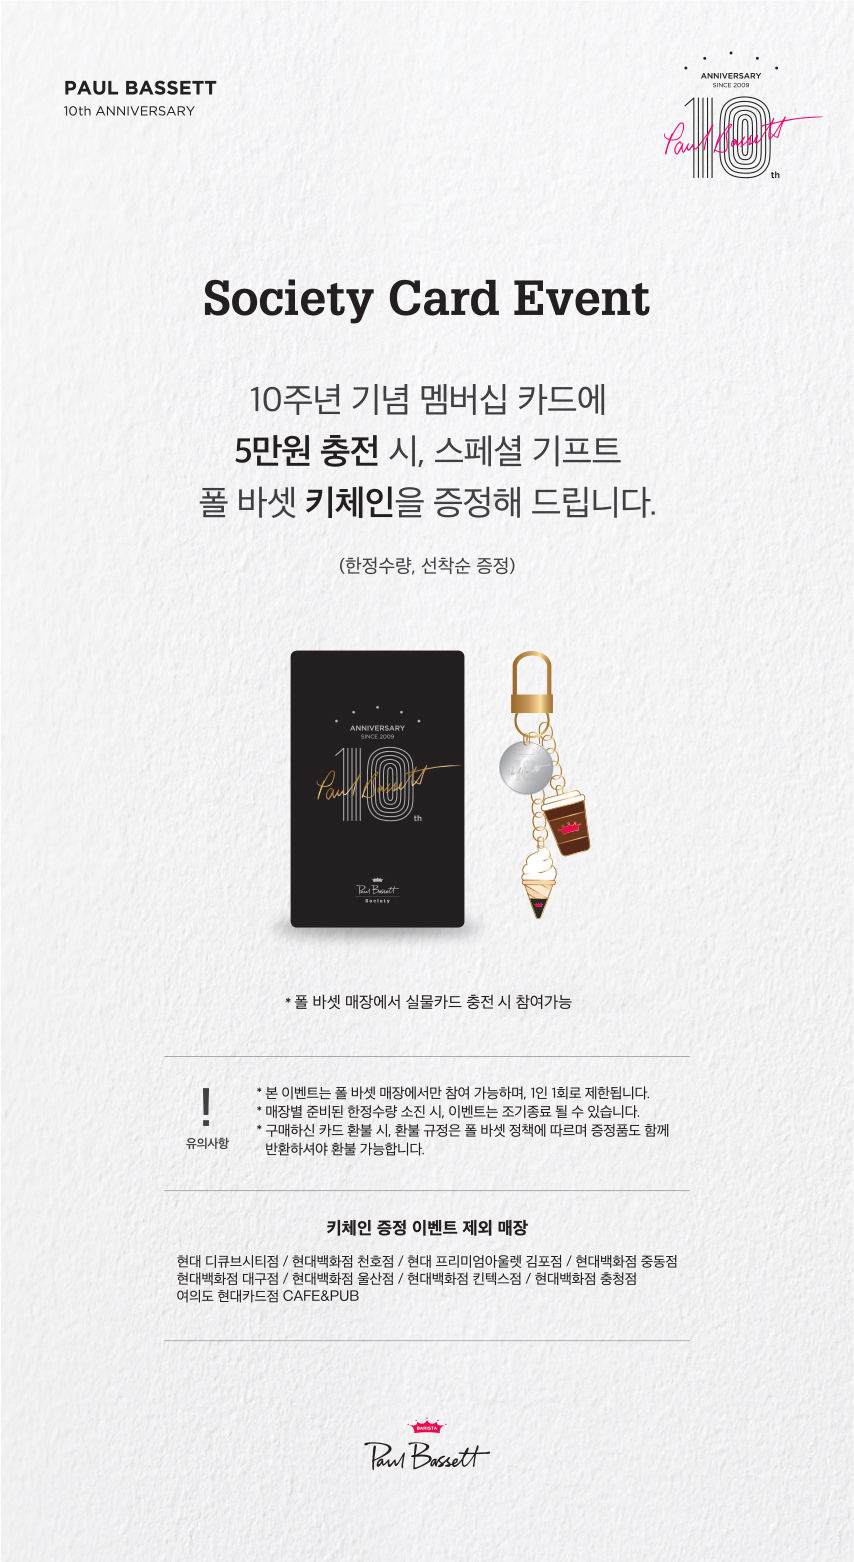 PAUL BASSETT
10th ANNIVERSARY
ANNIVERSARY
SINCE 2009
10
Paul Bassett
th
Society Card Event
10주년 기념 멤버십 카드에
5만원 충전 시, 스페셜 기프트
폴 바셋 키체인을 증정해 드립니다.
(한정수량, 선착순 증정)
ANNIVERSARY
SINCE 2009
10
Paul Bassett
th
Paul Bassett
Society
* 폴 바셋 매장에서 실물카드 충전 시 참여가능
!
유의사항
* 본 이벤트는 폴 바셋 매장에서만 참여 가능하며, 1인 1회로 제한됩니다.
* 매장별 준비된 한정수량 소진 시, 이벤트는 조기종료 될 수 있습니다.
* 구매하신 카드 환불 시, 환불 규정은 폴 바셋 정책에 따르며 증정품도 함께
반환하셔야 환불 가능합니다.
키체인 증정 이벤트 제외 매장
현대 디큐브시티점 / 현대백화점 천호점 / 현대 프리미엄아울렛 김포점 / 현대백화점 중동점
현대백화점 대구점 / 현대백화점 울산점 / 현대백화점 킨텍스점 / 현대백화점 충청점
여의도 현대카드점 CAFE&PUB
BARISTA
Paul Bassett